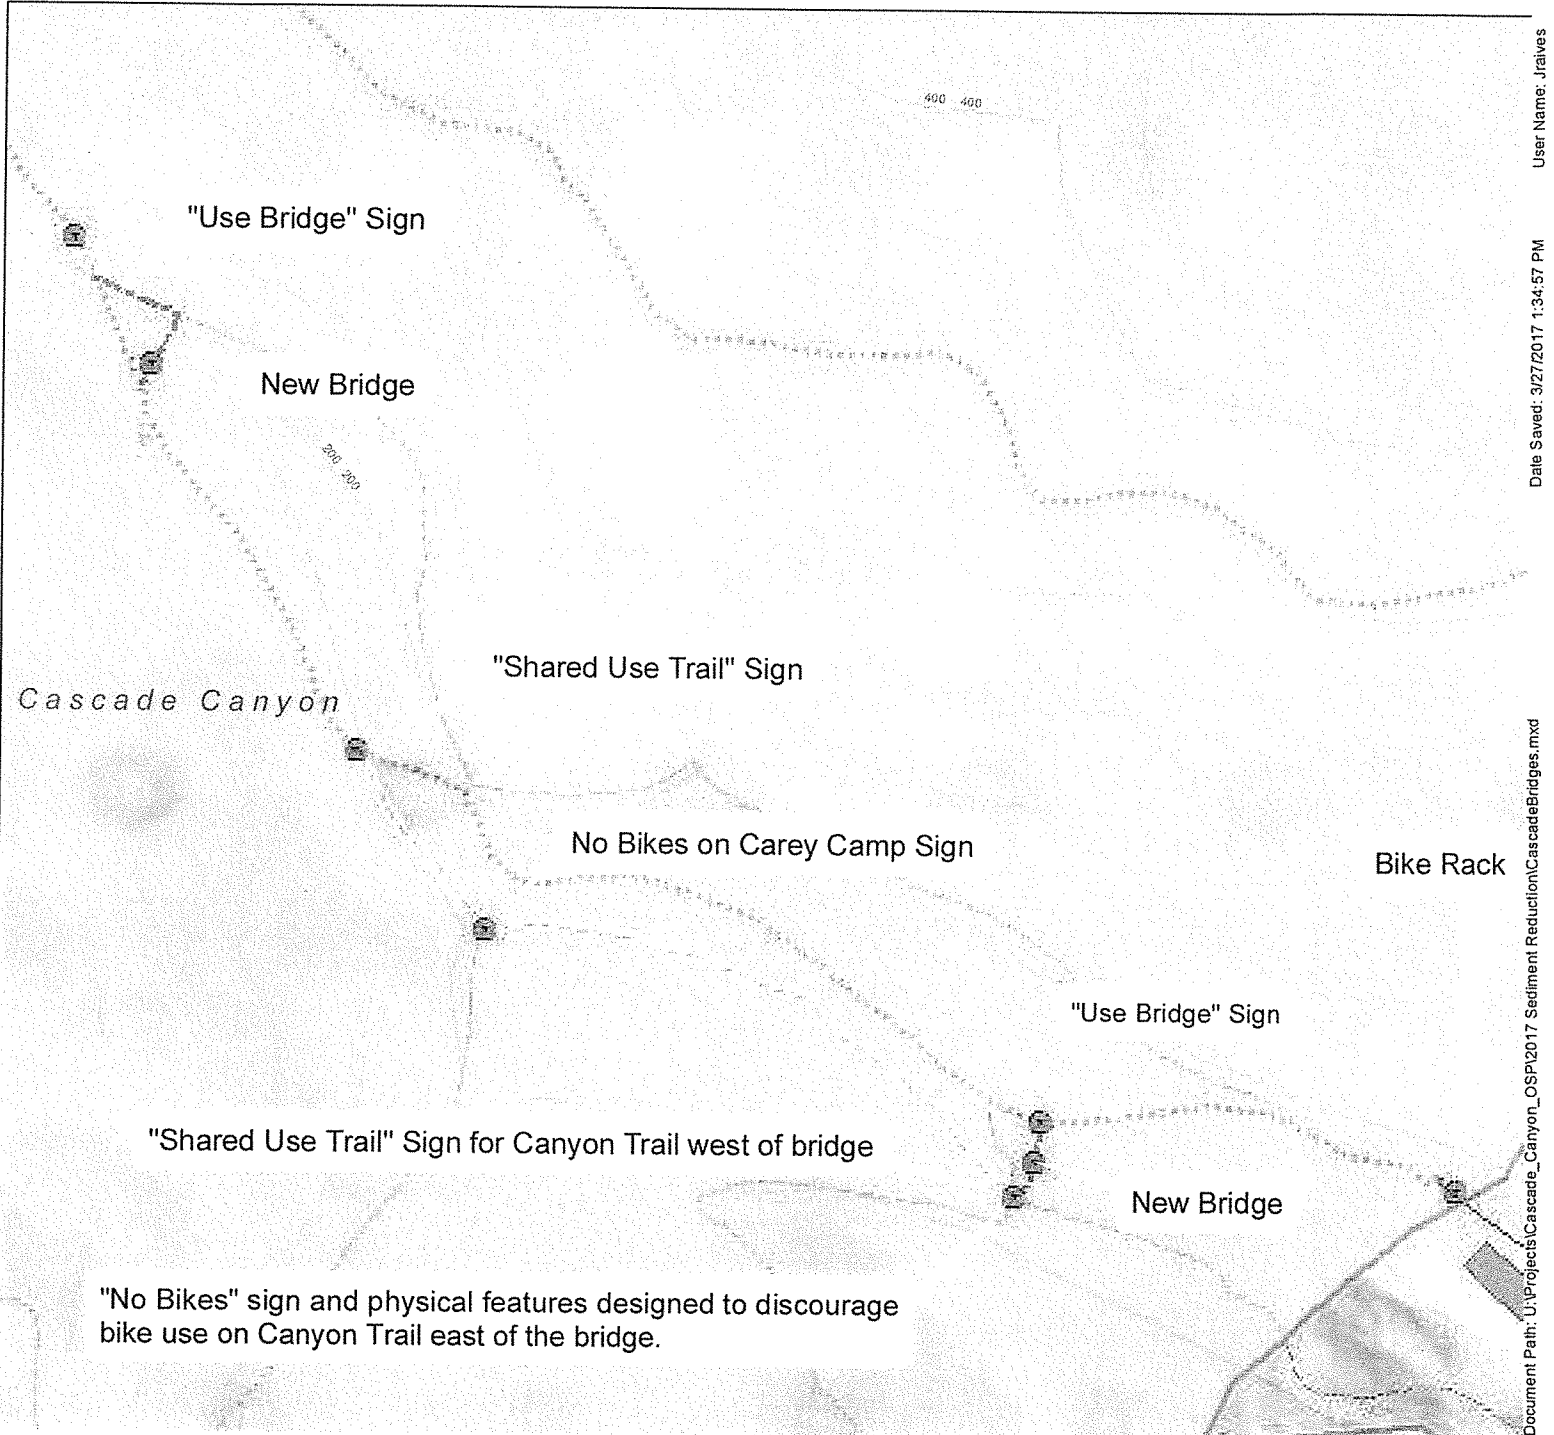 400 400
"Use Bridge" Sign
New Bridge
200 200
"Shared Use Trail" Sign
Cascade Canyon
No Bikes on Carey Camp Sign
Bike Rack
"Use Bridge" Sign
"Shared Use Trail" Sign for Canyon Trail west of bridge
New Bridge
"No Bikes" sign and physical features designed to discourage
bike use on Canyon Trail east of the bridge.
Document Path: U:\Projects\Cascade_Canyon_OSP\2017 Sediment Reduction\CascadeBridges.mxd
Date Saved: 3/27/2017 1:34:57 PM
User Name: Jraives